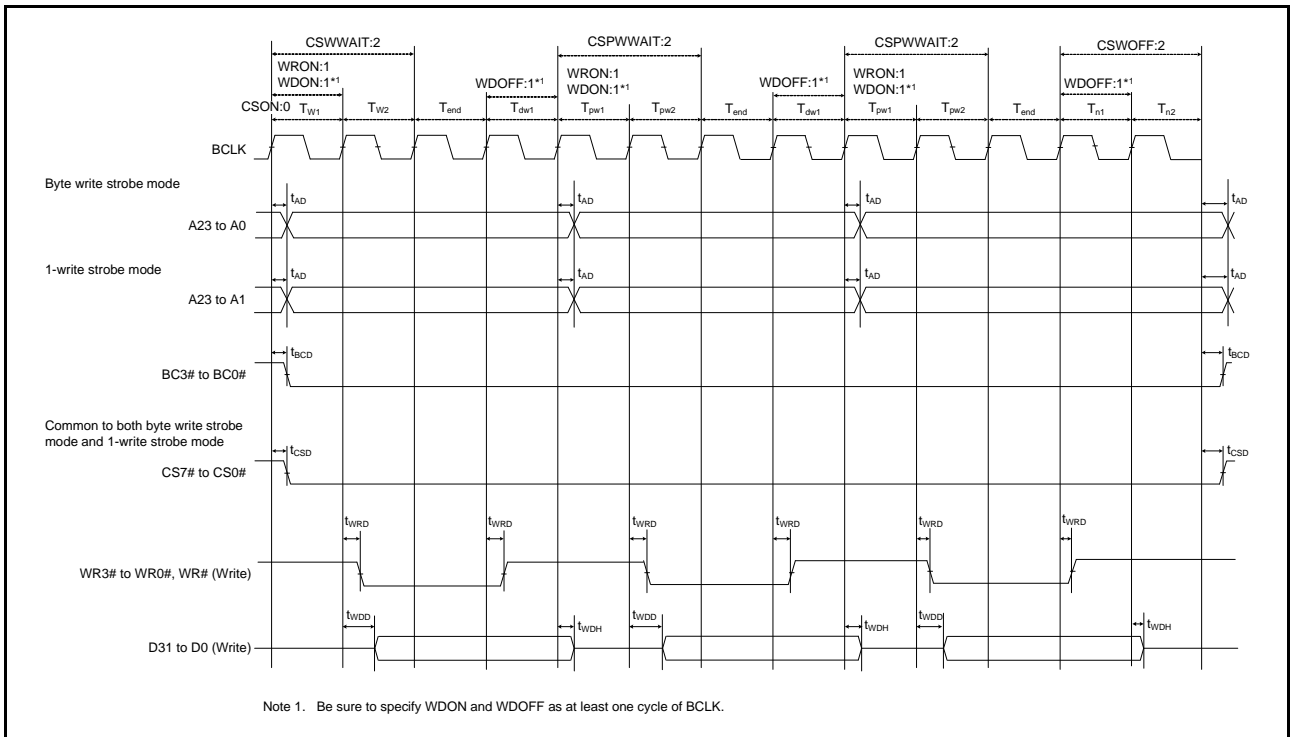 CSWWAIT:2 CSPWWAIT:2 CSPWWAIT:2 CSWOFF:2
WRON:1 WRON:1 WRON:1
WDON:1*1 WDOFF:1*1 WDON:1*1 WDOFF:1*1 WDON:1*1 WDOFF:1*1
CSON:0 TW1 TW2 Tend Tdw1 Tpw1 Tpw2 Tend Tdw1 Tpw1 Tpw2 Tend Tn1 Tn2
BCLK
Byte write strobe mode
tAD tAD tAD tAD
A23 to A0
1-write strobe mode
tAD tAD tAD tAD
A23 to A1
tBCD tBCD
BC3# to BC0#
Common to both byte write strobe
mode and 1-write strobe mode
tCSD tCSD
CS7# to CS0#
tWRD tWRD tWRD tWRD tWRD tWRD
WR3# to WR0#, WR# (Write)
tWDD tWDH tWDD tWDH tWDD tWDH
D31 to D0 (Write)
Note 1. Be sure to specify WDON and WDOFF as at least one cycle of BCLK.